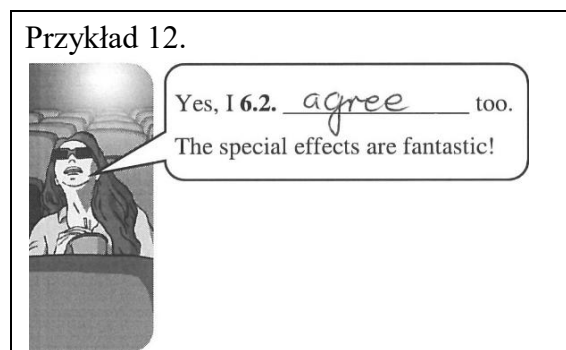 Przykład 12.
Yes, I 6.2. agree too.
The special effects are fantastic!